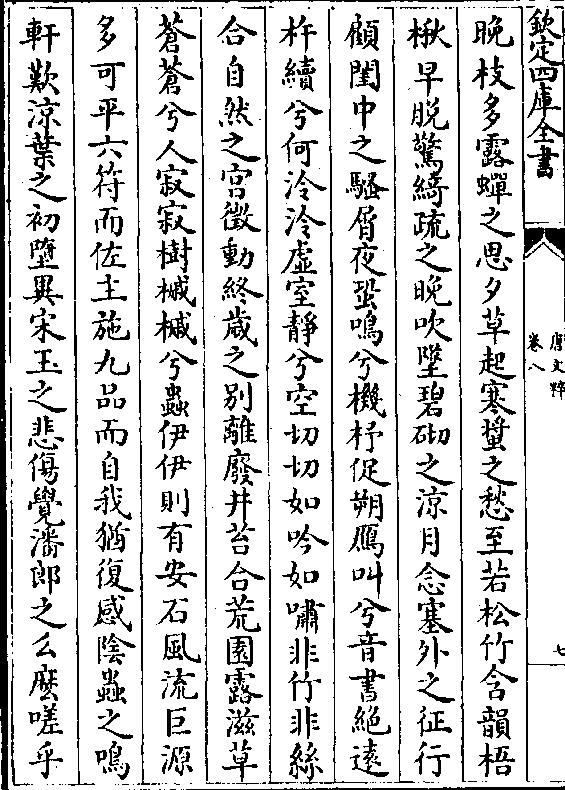 欽定四庫全書
唐文粹
卷八
七
晚枝多露蟬之思夕草起寒螿之愁至若松竹含韻梧
楸早脫驚綺疏之晚吹墜碧砌之涼月念塞外之征行
顧閨中之騷屑夜蛩鳴兮機杼促朔鴈叫兮音書絶遠
杵續兮何泠泠虛室靜兮空切切如吟如嘯非竹非絲
合自然之宮徵動終歲之別離廢井苔合荒園露滋草
蒼蒼兮人寂寂樹槭槭兮蟲伊伊則有安石風流巨源
多可平六符而佐主施九品而自我猶復感陰蟲之鳴
軒歎涼葉之初墮異宋玉之悲傷覺潘郎之么麽嗟乎